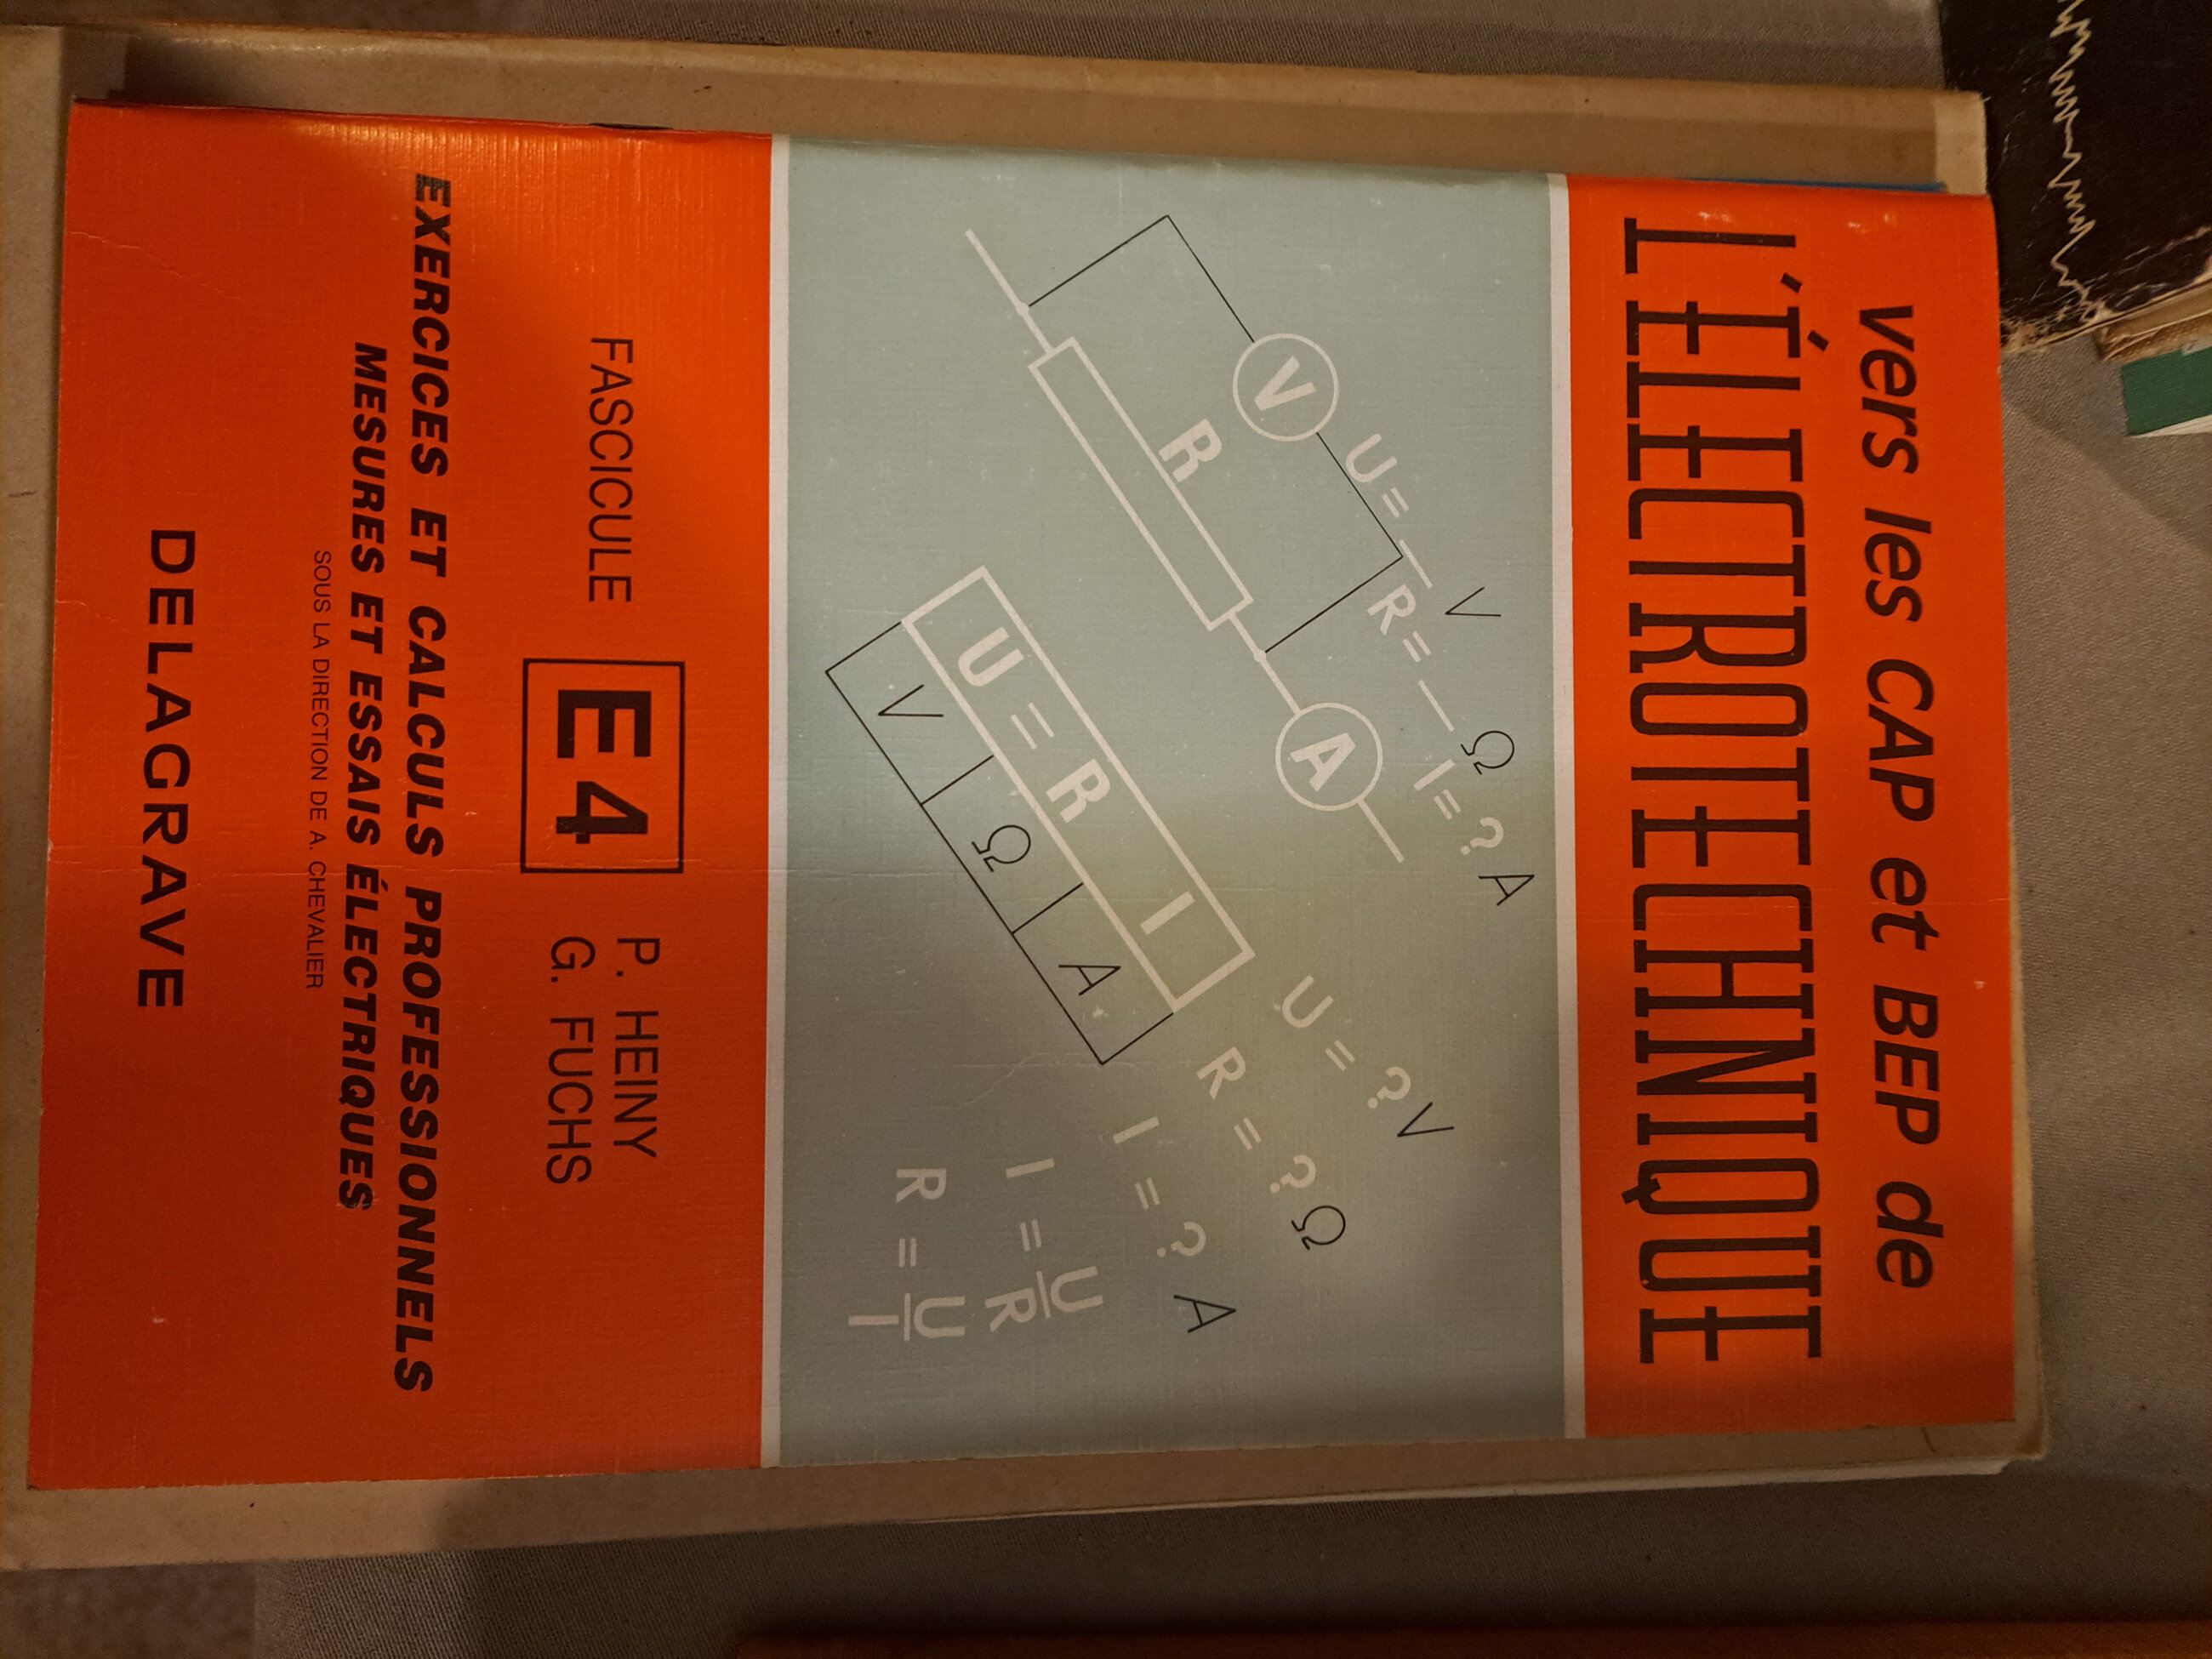 vers les CAP et BEP de
L'ÉLECTROTECHNIQUE
U= — V
R= — Ω
I=? A
V
R
A
U = R I
V Ω A
U = ? V
R = ? Ω
I = ? A
I = U/R
R = U/I
FASCICULE E4
P. HEINY
G. FUCHS
EXERCICES ET CALCULS PROFESSIONNELS
MESURES ET ESSAIS ÉLECTRIQUES
SOUS LA DIRECTION DE A. CHEVALIER
DELAGRAVE